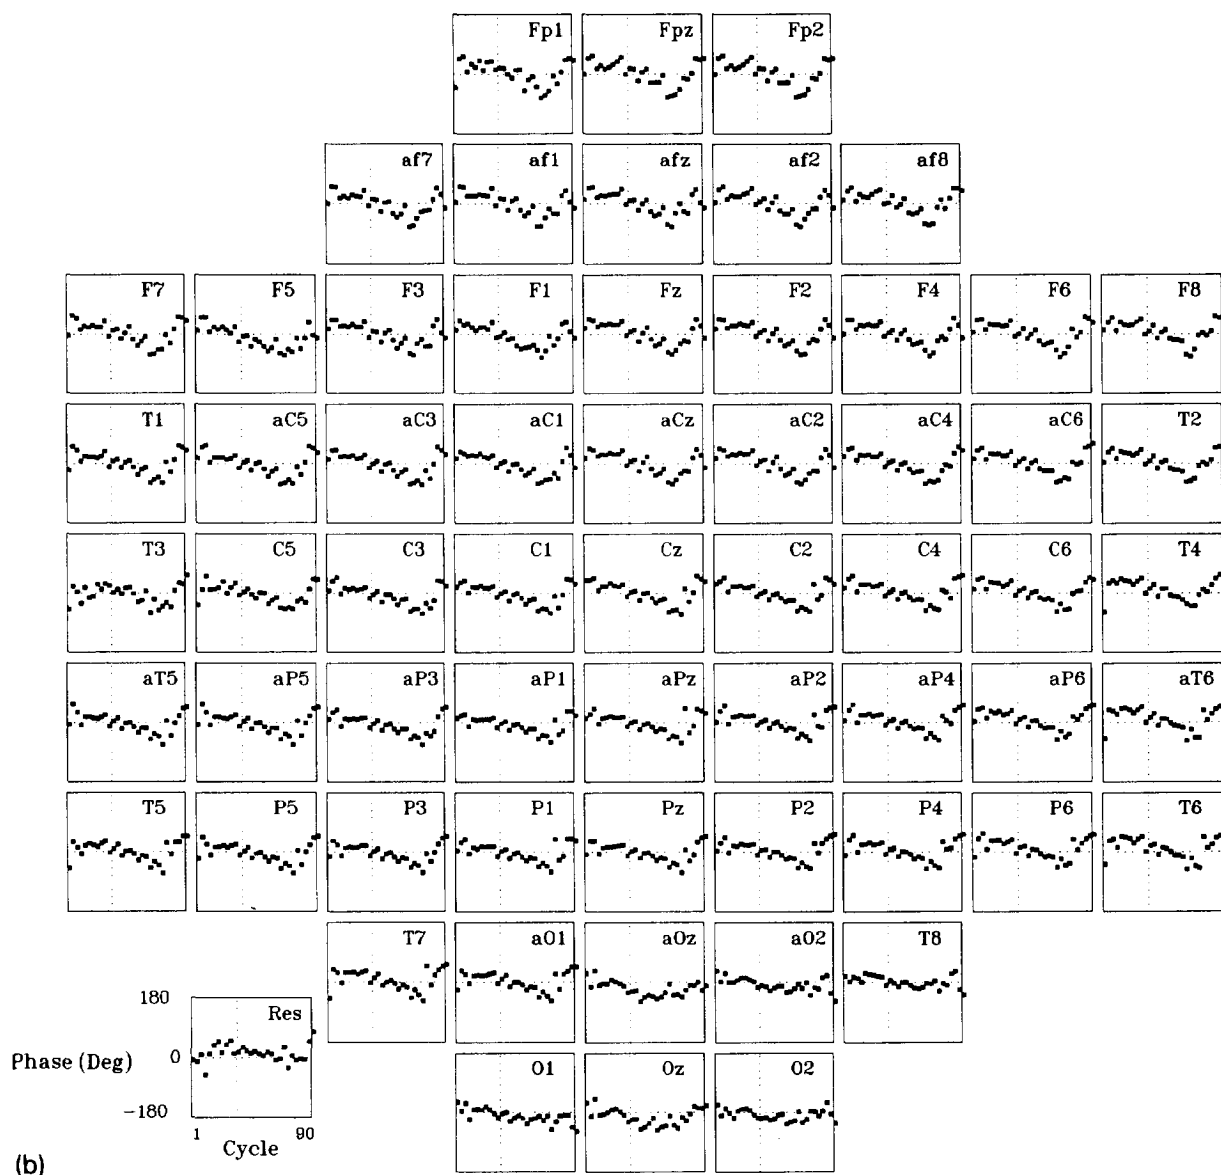 Fp1 Fpz Fp2
af7 af1 afz af2 af8
F7 F5 F3 F1 Fz F2 F4 F6 F8
T1 aC5 aC3 aC1 aCz aC2 aC4 aC6 T2
T3 C5 C3 C1 Cz C2 C4 C6 T4
aT5 aP5 aP3 aP1 aPz aP2 aP4 aP6 aT6
T5 P5 P3 P1 Pz P2 P4 P6 T6
T7 aO1 aOz aO2 T8
180 Res
Phase (Deg) 0
O1 Oz O2
-180
1 90
Cycle
(b)